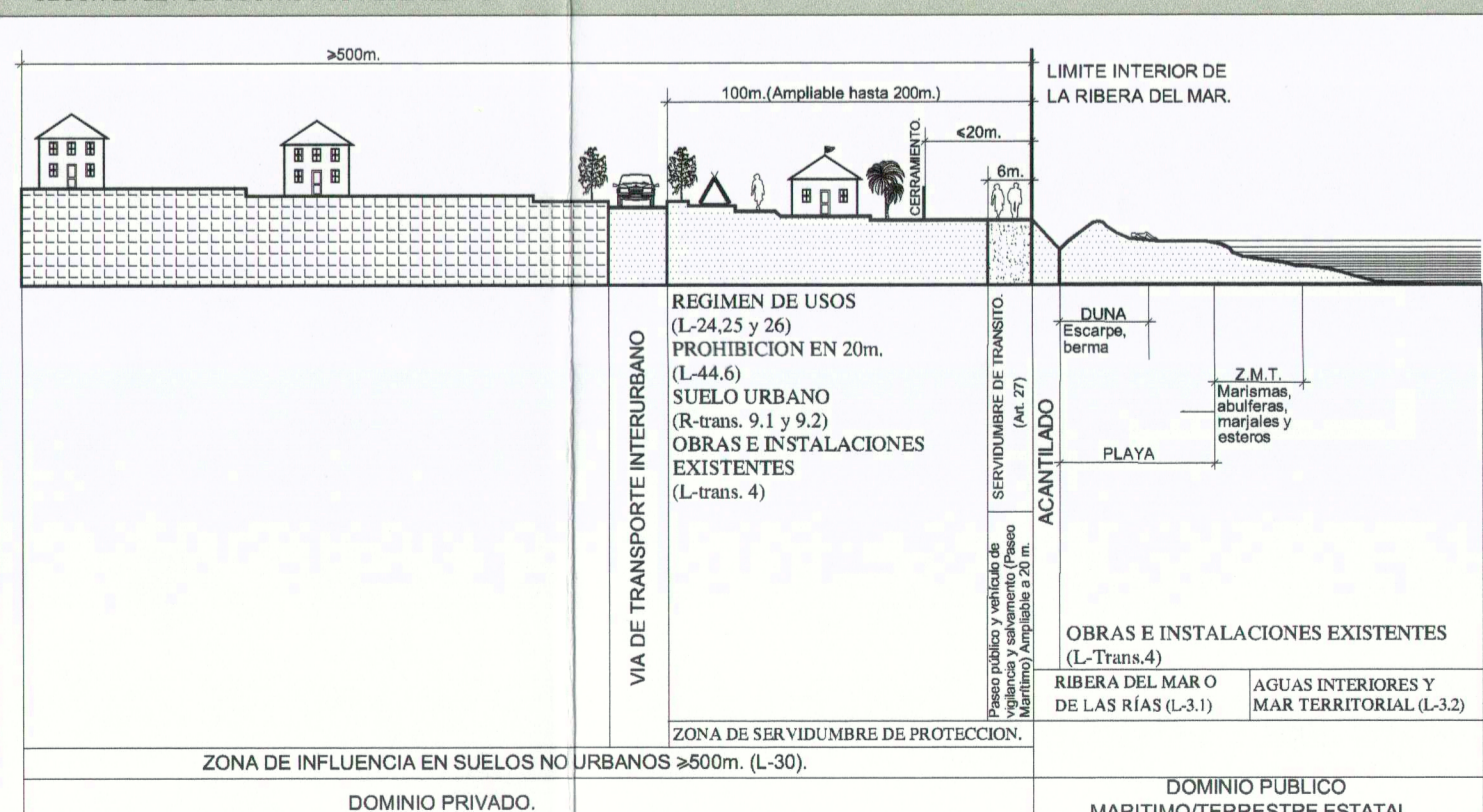 ≥500m.
LIMITE INTERIOR DE
LA RIBERA DEL MAR.
100m.(Ampliable hasta 200m.)
CERRAMIENTO.
≤20m.
6m.
VIA DE TRANSPORTE INTERURBANO
REGIMEN DE USOS
(L-24,25 y 26)
PROHIBICION EN 20m.
(L-44.6)
SUELO URBANO
(R-trans. 9.1 y 9.2)
OBRAS E INSTALACIONES
EXISTENTES
(L-trans. 4)
SERVIDUMBRE DE TRANSITO.
(Art. 27)
Paseo público y vehículo de
vigilancia y salvamento (Paseo
Marítimo) Ampliable a 20 m.
ACANTILADO
DUNA
Escarpe,
berma
Z.M.T.
Marismas,
abulferas,
marjales y
esteros
PLAYA
OBRAS E INSTALACIONES EXISTENTES
(L-Trans.4)
RIBERA DEL MAR O
DE LAS RÍAS (L-3.1)
AGUAS INTERIORES Y
MAR TERRITORIAL (L-3.2)
ZONA DE SERVIDUMBRE DE PROTECCION.
ZONA DE INFLUENCIA EN SUELOS NO URBANOS ≥500m. (L-30).
DOMINIO PRIVADO.
DOMINIO PUBLICO
MARITIMO/TERRESTRE ESTATAL